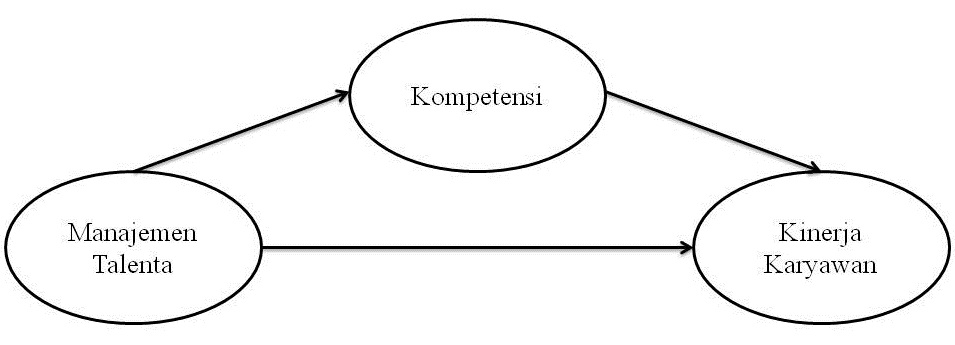 Kompetensi
Manajemen
Talenta
Kinerja
Karyawan